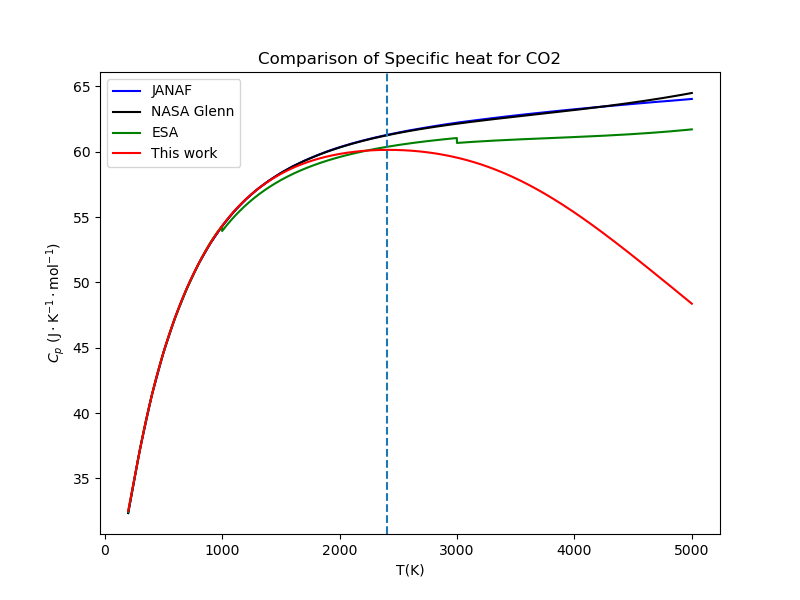 Comparison of Specific heat for CO2
JANAF
NASA Glenn
ESA
This work
65
60
55
50
45
40
35
C_p (J · K⁻¹ · mol⁻¹)
0 1000 2000 3000 4000 5000
T(K)